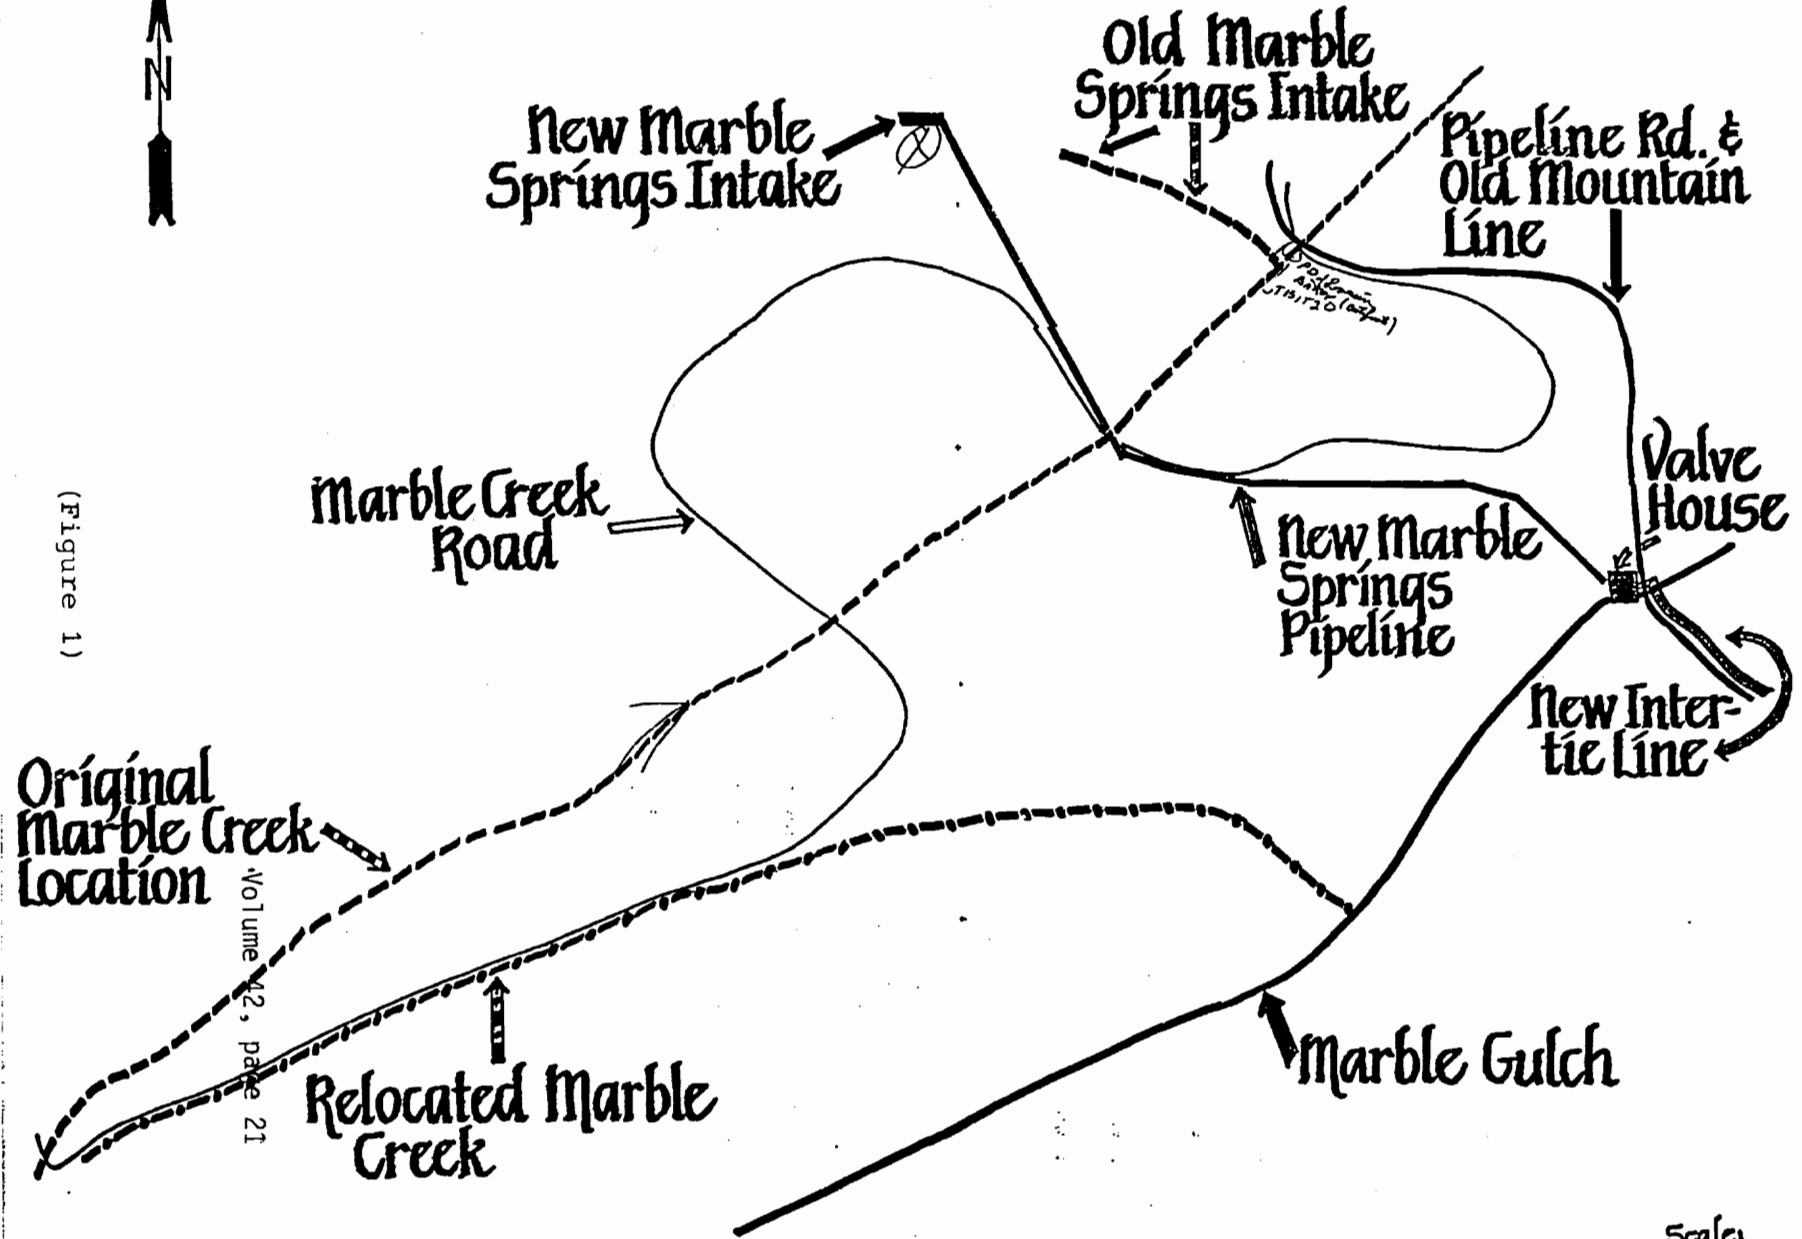 N
Old Marble
Springs Intake
New Marble
Springs Intake
Pipeline Rd. &
Old Mountain
Line
Marble Creek
Road
Valve
House
New Marble
Springs
Pipeline
(Figure 1)
New Inter-
tie Line
Original
Marble Creek
Location
Volume 42, page 21
Relocated Marble
Creek
Marble Gulch
Scale: